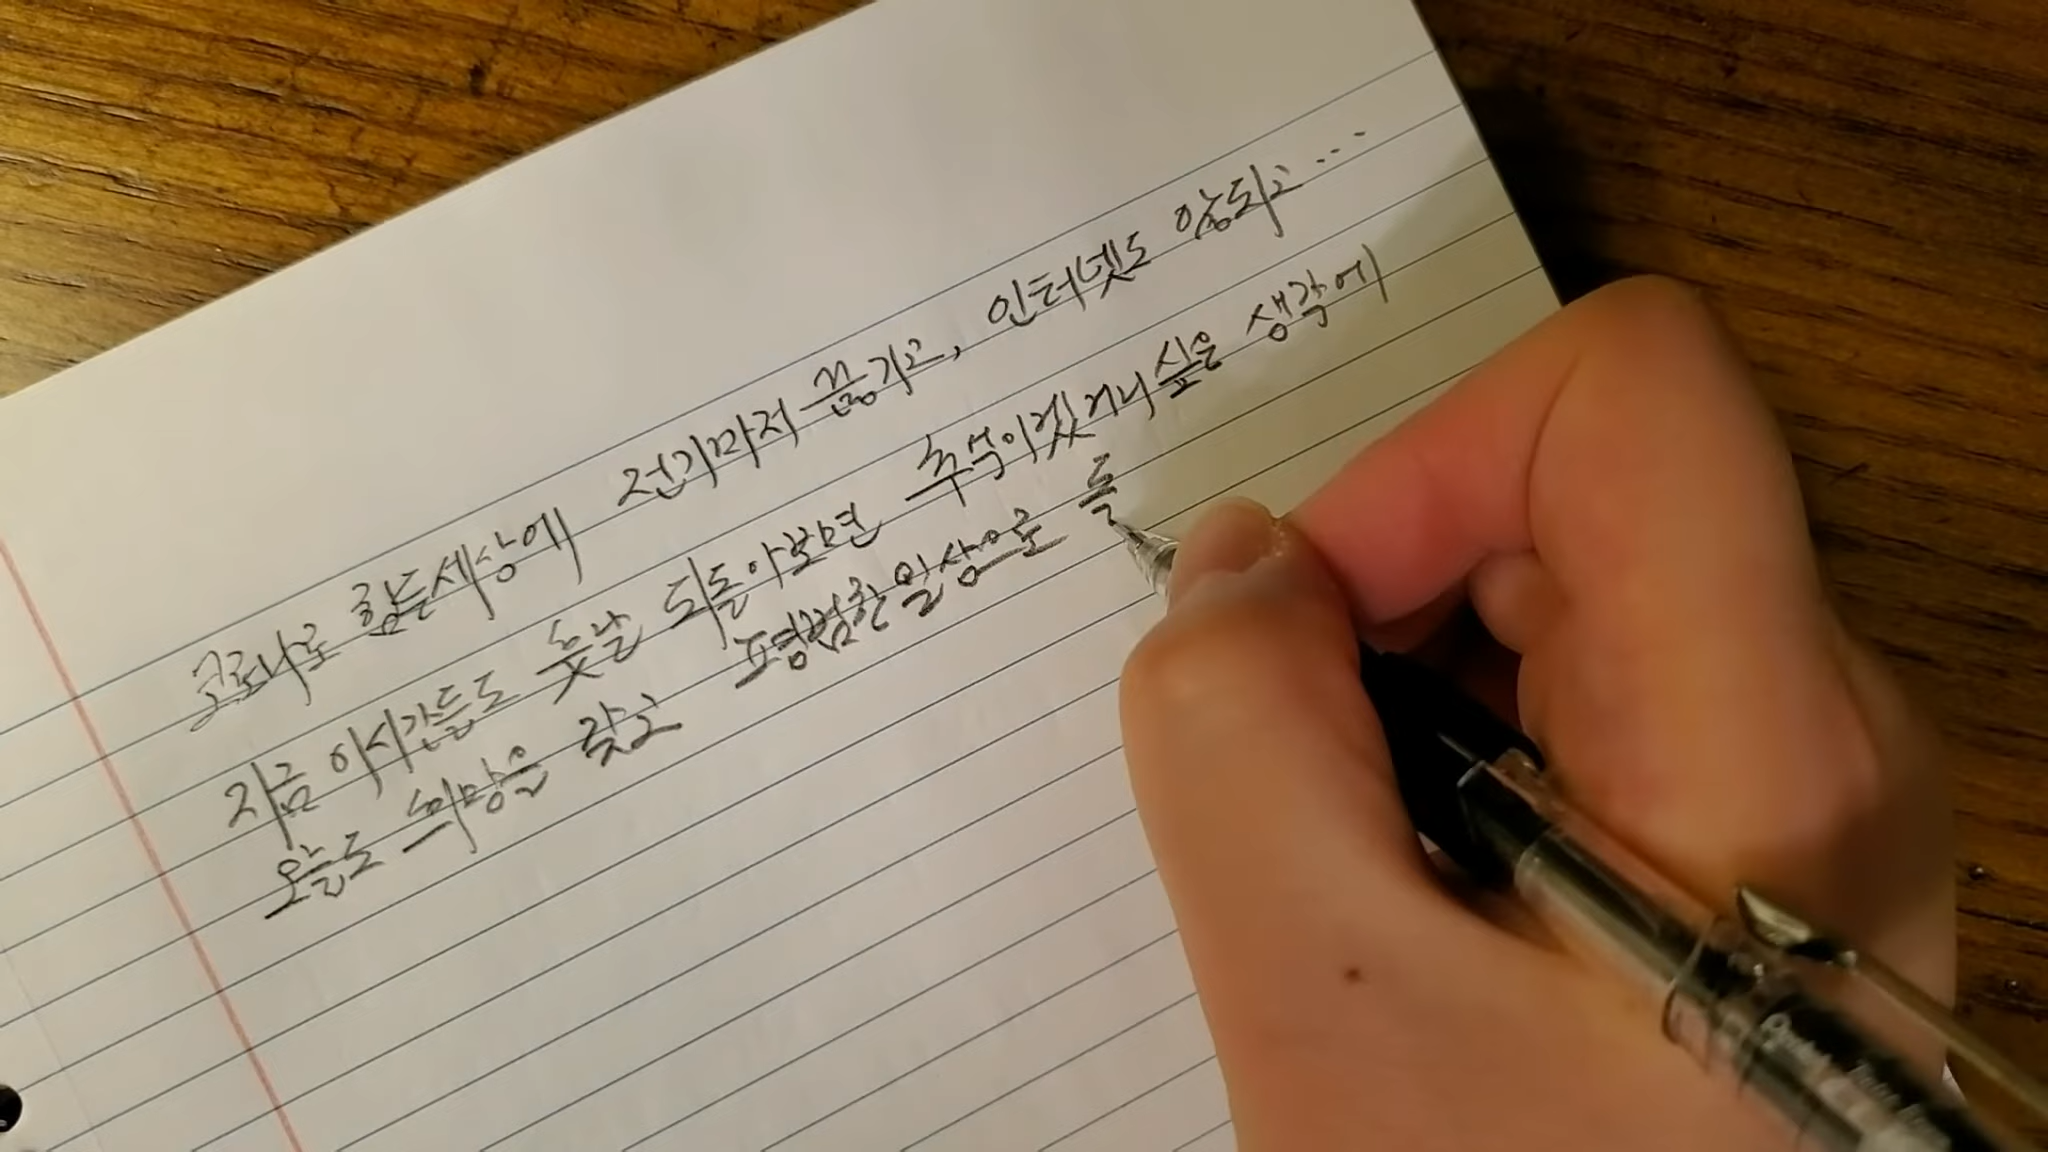 코로나로 힘든세상에 전기마저 끊기고, 인터넷도 안되고...
지금 이시간들도 훗날 되돌아보면 추억이겠거니 싶은 생각에
오늘도 희망을 찾고 평범한 일상으로 들